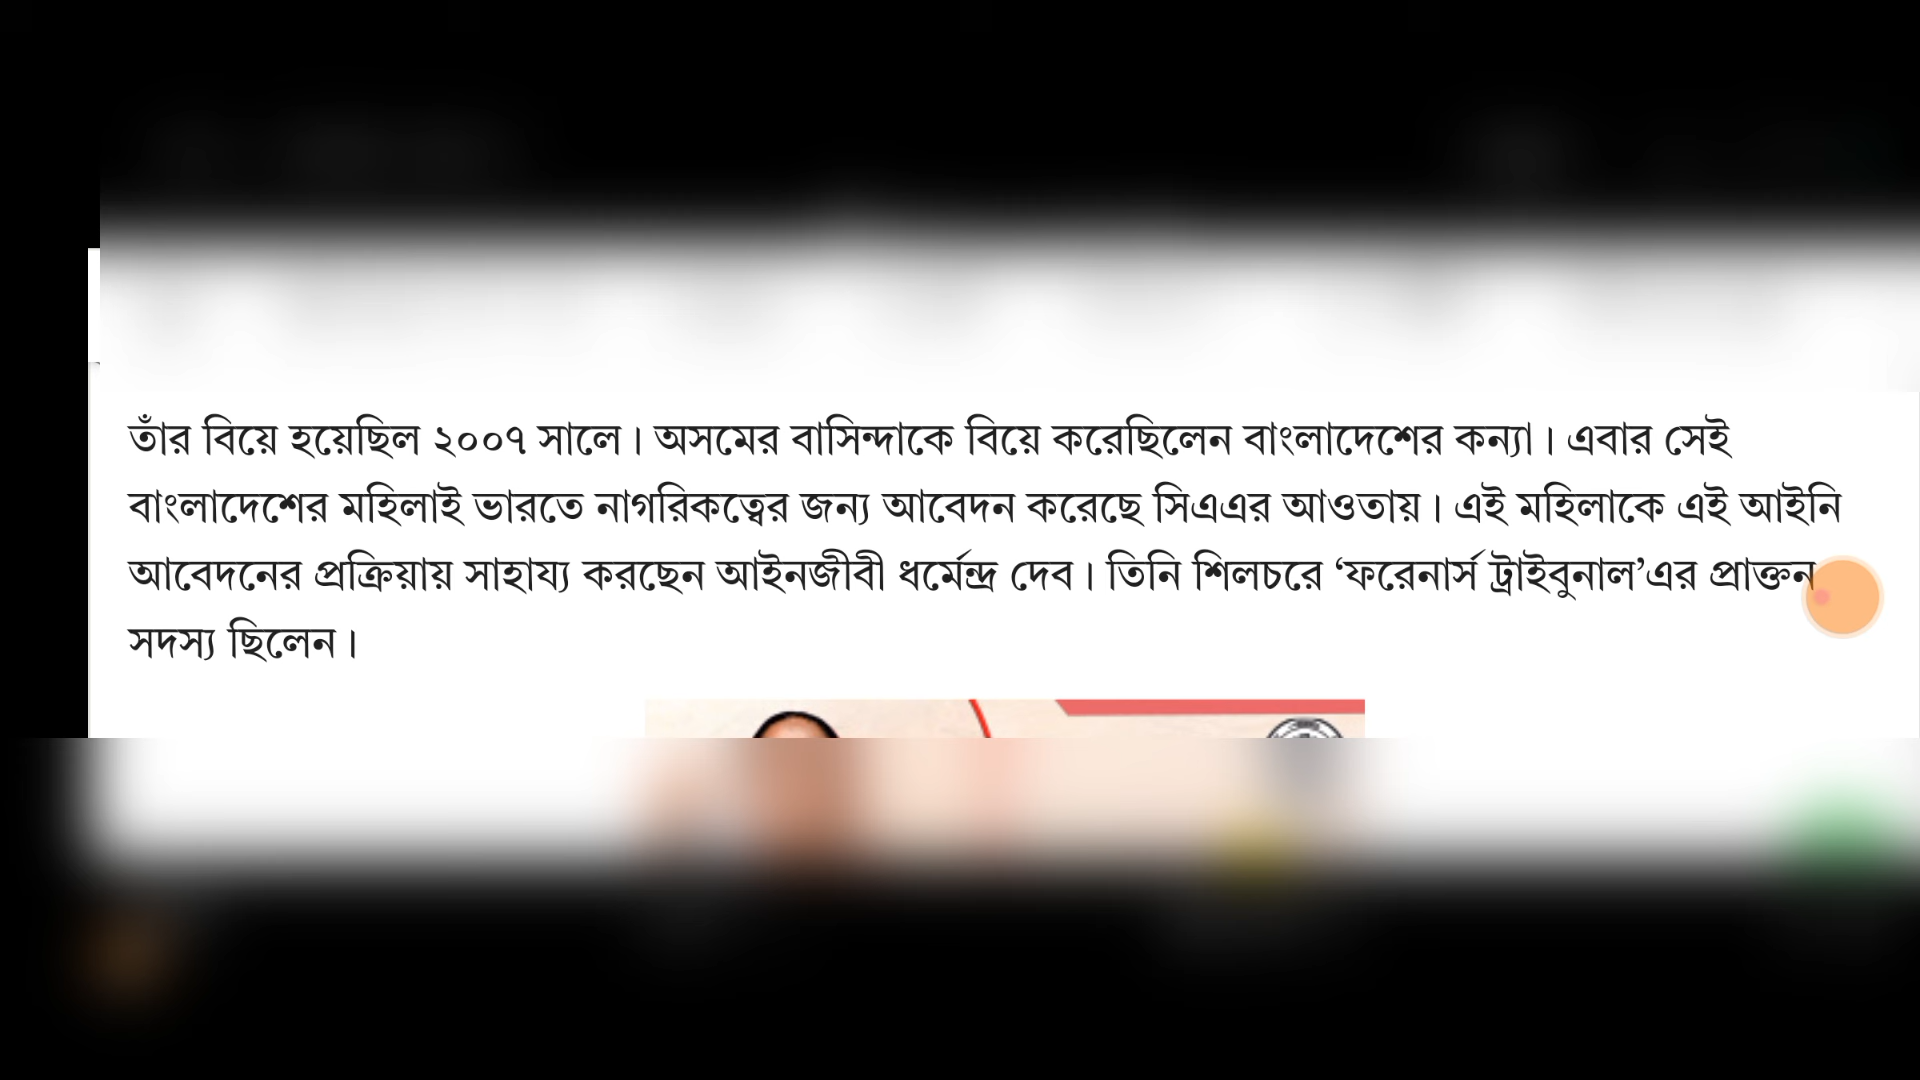 তাঁর বিয়ে হয়েছিল ২০০৭ সালে। অসমের বাসিন্দাকে বিয়ে করেছিলেন বাংলাদেশের কন্যা। এবার সেই
বাংলাদেশের মহিলাই ভারতে নাগরিকত্বের জন্য আবেদন করেছে সিএএর আওতায়। এই মহিলাকে এই আইনি
আবেদনের প্রক্রিয়ায় সাহায্য করছেন আইনজীবী ধর্মেন্দ্র দেব। তিনি শিলচরে ‘ফরেনার্স ট্রাইবুনাল’এর প্রাক্তন
সদস্য ছিলেন।